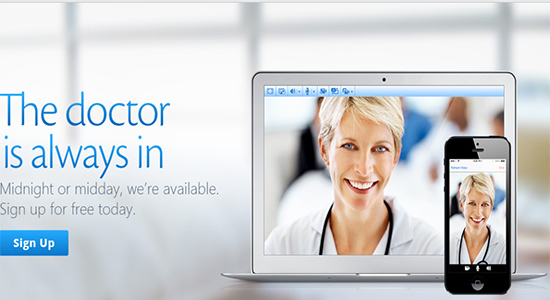 The doctor
is always in
Midnight or midday, we're available.
Sign up for free today.
Sign Up